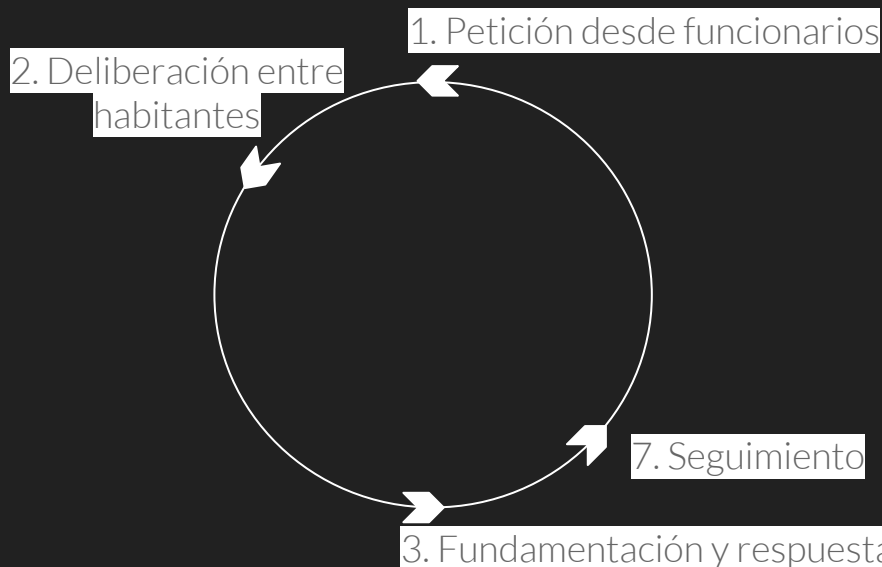 1. Petición desde funcionarios
2. Deliberación entre
habitantes
7. Seguimiento
3. Fundamentación y respuesta